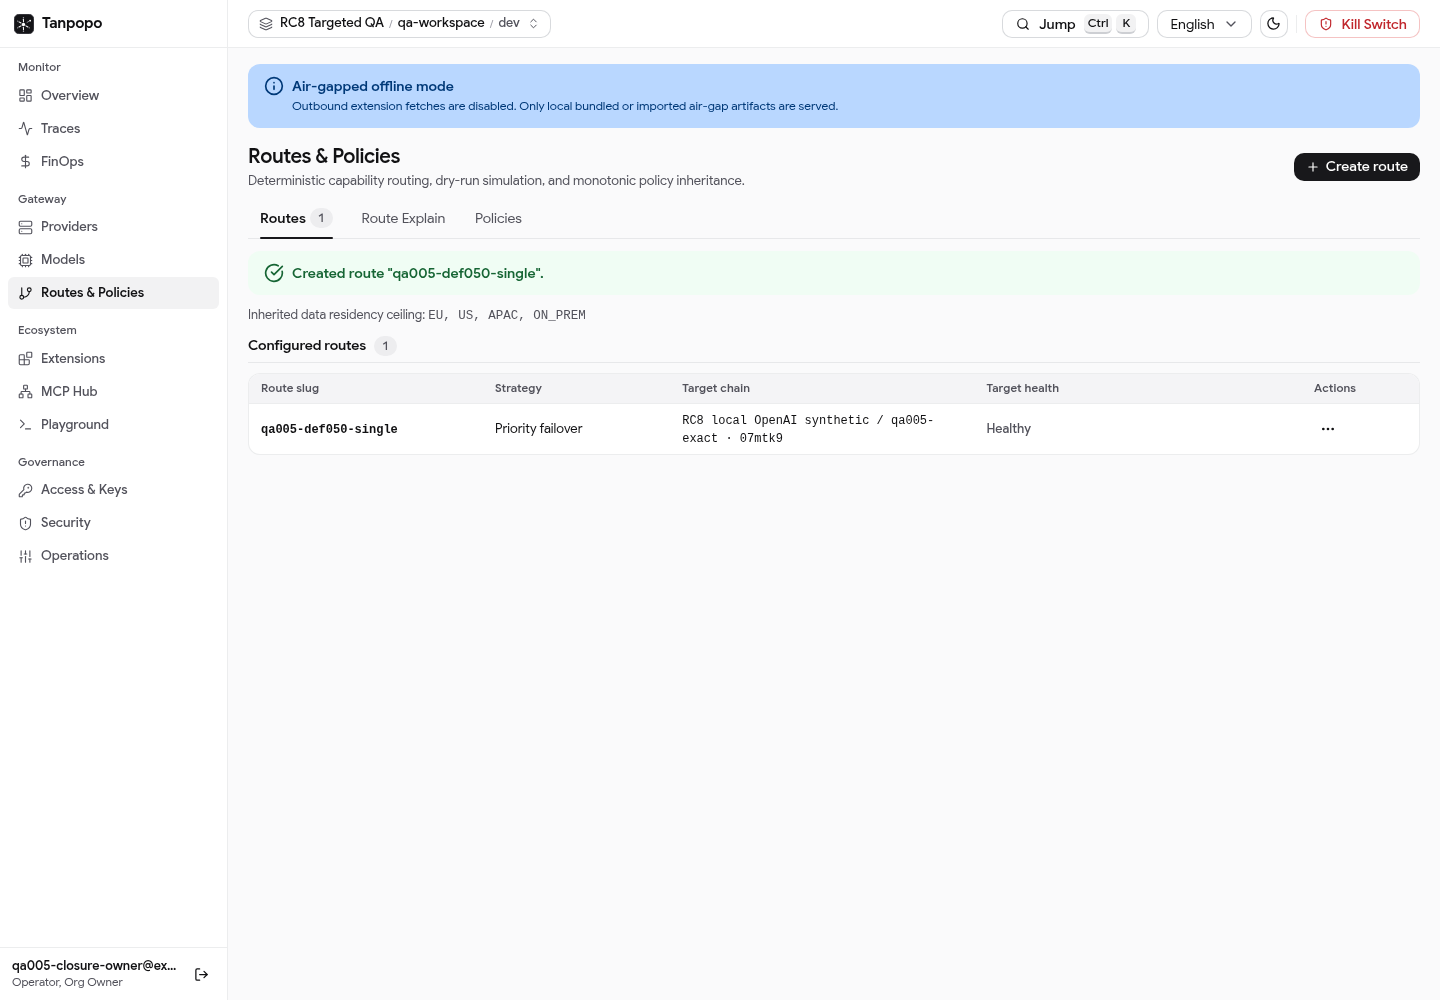 Tanpopo
RC8 Targeted QA / qa-workspace / dev
Jump Ctrl K
English
Kill Switch
Monitor
Overview
Traces
FinOps
Gateway
Providers
Models
Routes & Policies
Ecosystem
Extensions
MCP Hub
Playground
Governance
Access & Keys
Security
Operations
qa005-closure-owner@ex...
Operator, Org Owner
Air-gapped offline mode
Outbound extension fetches are disabled. Only local bundled or imported air-gap artifacts are served.
Routes & Policies
Deterministic capability routing, dry-run simulation, and monotonic policy inheritance.
Create route
Routes 1 Route Explain Policies
Created route "qa005-def050-single".
Inherited data residency ceiling: EU, US, APAC, ON_PREM
Configured routes 1
Route slug Strategy Target chain Target health Actions
qa005-def050-single Priority failover RC8 local OpenAI synthetic / qa005-
exact · 07mtk9 Healthy